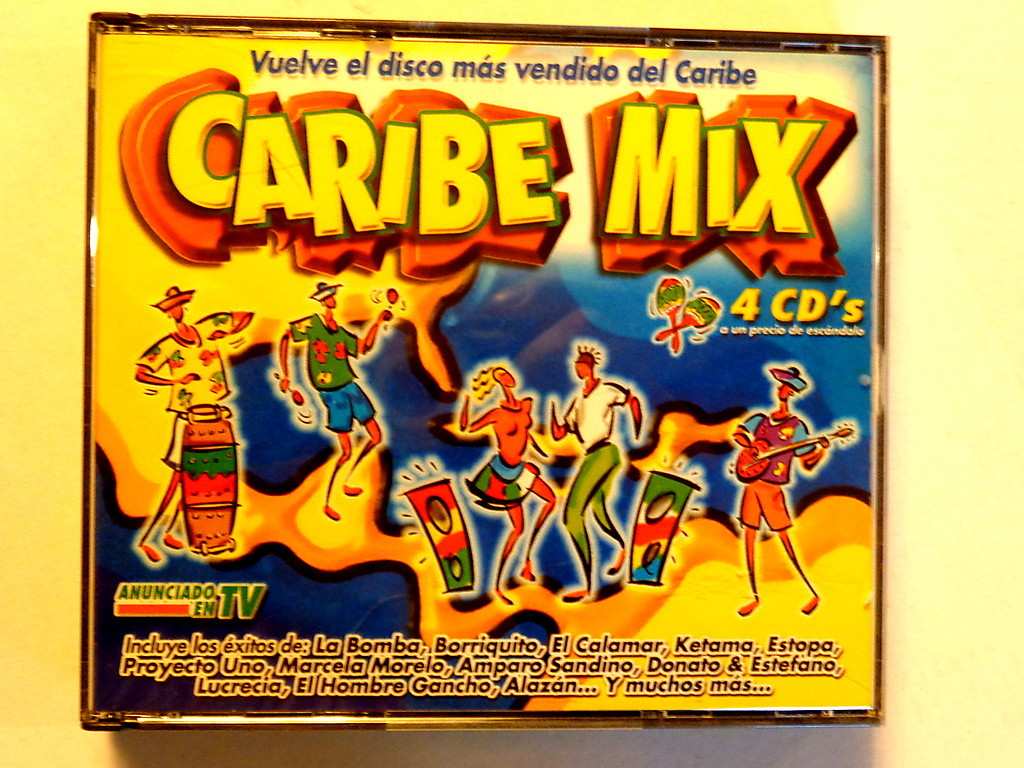 Vuelve el disco más vendido del Caribe
CARIBE MIX
4 CD's
a un precio de escándalo
ANUNCIADO
EN TV
Incluye los éxitos de: La Bomba, Borriquito, El Calamar, Ketama, Estopa,
Proyecto Uno, Marcela Morelo, Amparo Sandino, Donato & Estefano,
Lucrecia, El Hombre Gancho, Alazán... Y muchos más...